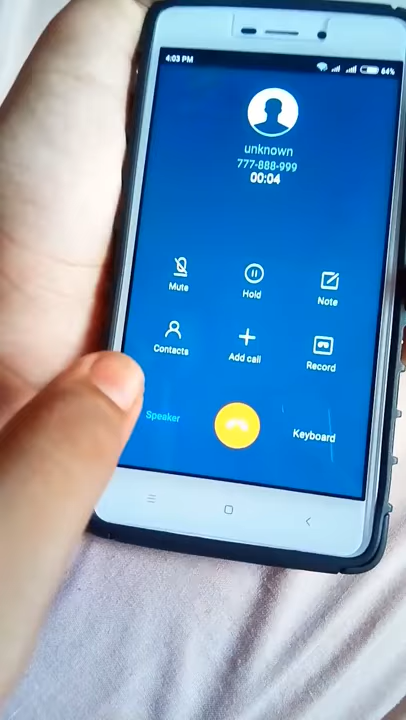 4:03 PM
64%
unknown
777-888-999
00:04
Mute
Hold
Note
Contacts
Add call
Record
Speaker
Keyboard